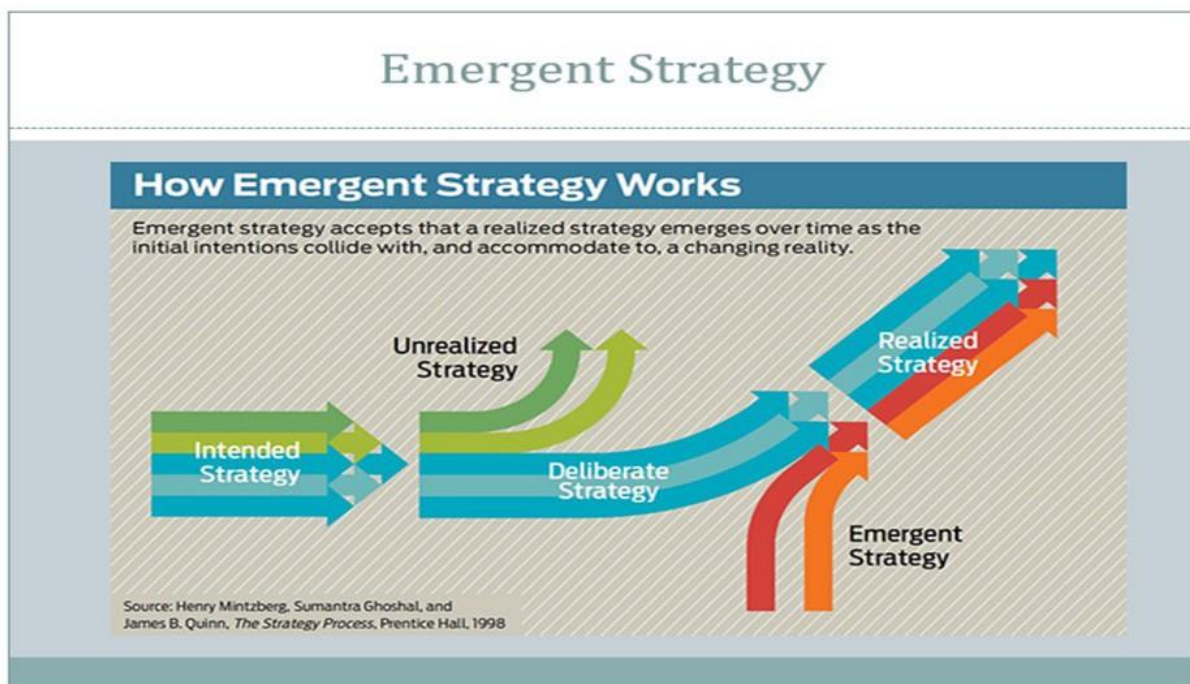 Emergent Strategy
How Emergent Strategy Works
Emergent strategy accepts that a realized strategy emerges over time as the
initial intentions collide with, and accommodate to, a changing reality.
Unrealized
Strategy
Realized
Strategy
Intended
Strategy
Deliberate
Strategy
Emergent
Strategy
Source: Henry Mintzberg, Sumantra Ghoshal, and
James B. Quinn, The Strategy Process, Prentice Hall, 1998